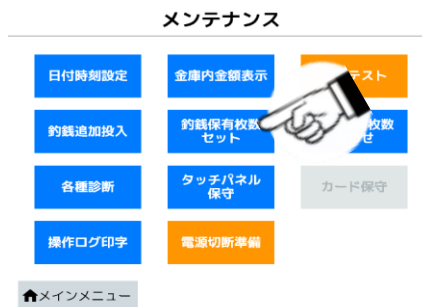 メンテナンス
日付時刻設定
金庫内金額表示
テスト
釣銭追加投入
釣銭保有枚数
セット
枚数
せ
各種診断
タッチパネル
保守
カード保守
操作ログ印字
電源切断準備
メインメニュー